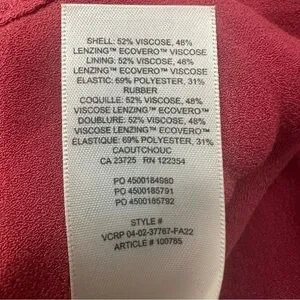 SHELL: 52% VISCOSE, 48%
LENZING™ ECOVERO™ VISCOSE
LINING: 52% VISCOSE, 48%
LENZING™ ECOVERO™ VISCOSE
ELASTIC: 69% POLYESTER, 31%
RUBBER
COQUILLE: 52% VISCOSE, 48%
VISCOSE LENZING™ ECOVERO™
DOUBLURE: 52% VISCOSE, 48%
VISCOSE LENZING™ ECOVERO™
ELASTIQUE: 69% POLYESTER, 31%
CAOUTCHOUC
CA 23725 RN 122354
PO 4500184980
PO 4500185791
PO 4500185792
STYLE #
VCRP 04-02-37767-FA22
ARTICLE # 100785